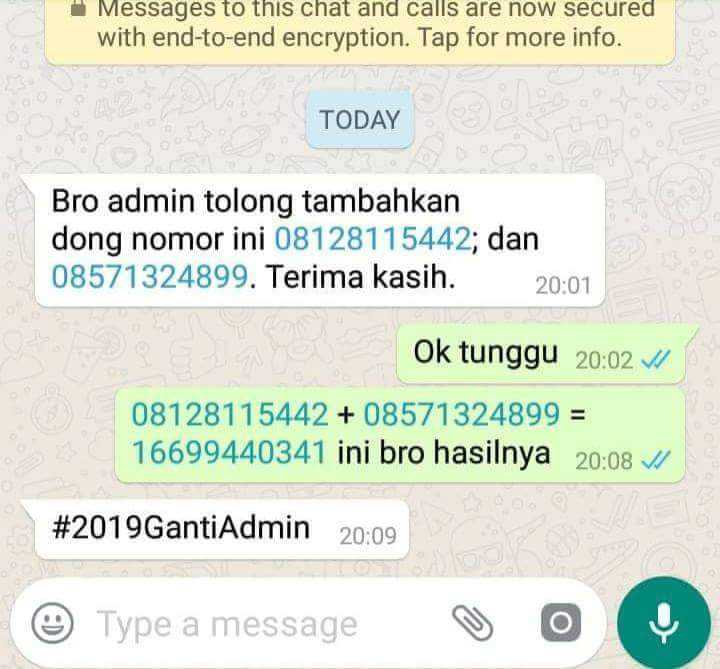 Messages to this chat and calls are now secured
with end-to-end encryption. Tap for more info.
TODAY
Bro admin tolong tambahkan
dong nomor ini 08128115442; dan
08571324899. Terima kasih. 20:01
Ok tunggu 20:02
08128115442 + 08571324899 =
16699440341 ini bro hasilnya 20:08
#2019GantiAdmin 20:09
Type a message